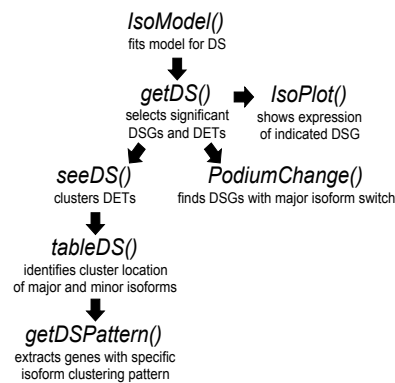 IsoModel()
fits model for DS
getDS()
selects significant
DSGs and DETs
IsoPlot()
shows expression
of indicated DSG
seeDS()
clusters DETs
PodiumChange()
finds DSGs with major isoform switch
tableDS()
identifies cluster location
of major and minor isoforms
getDSPattern()
extracts genes with specific
isoform clustering pattern